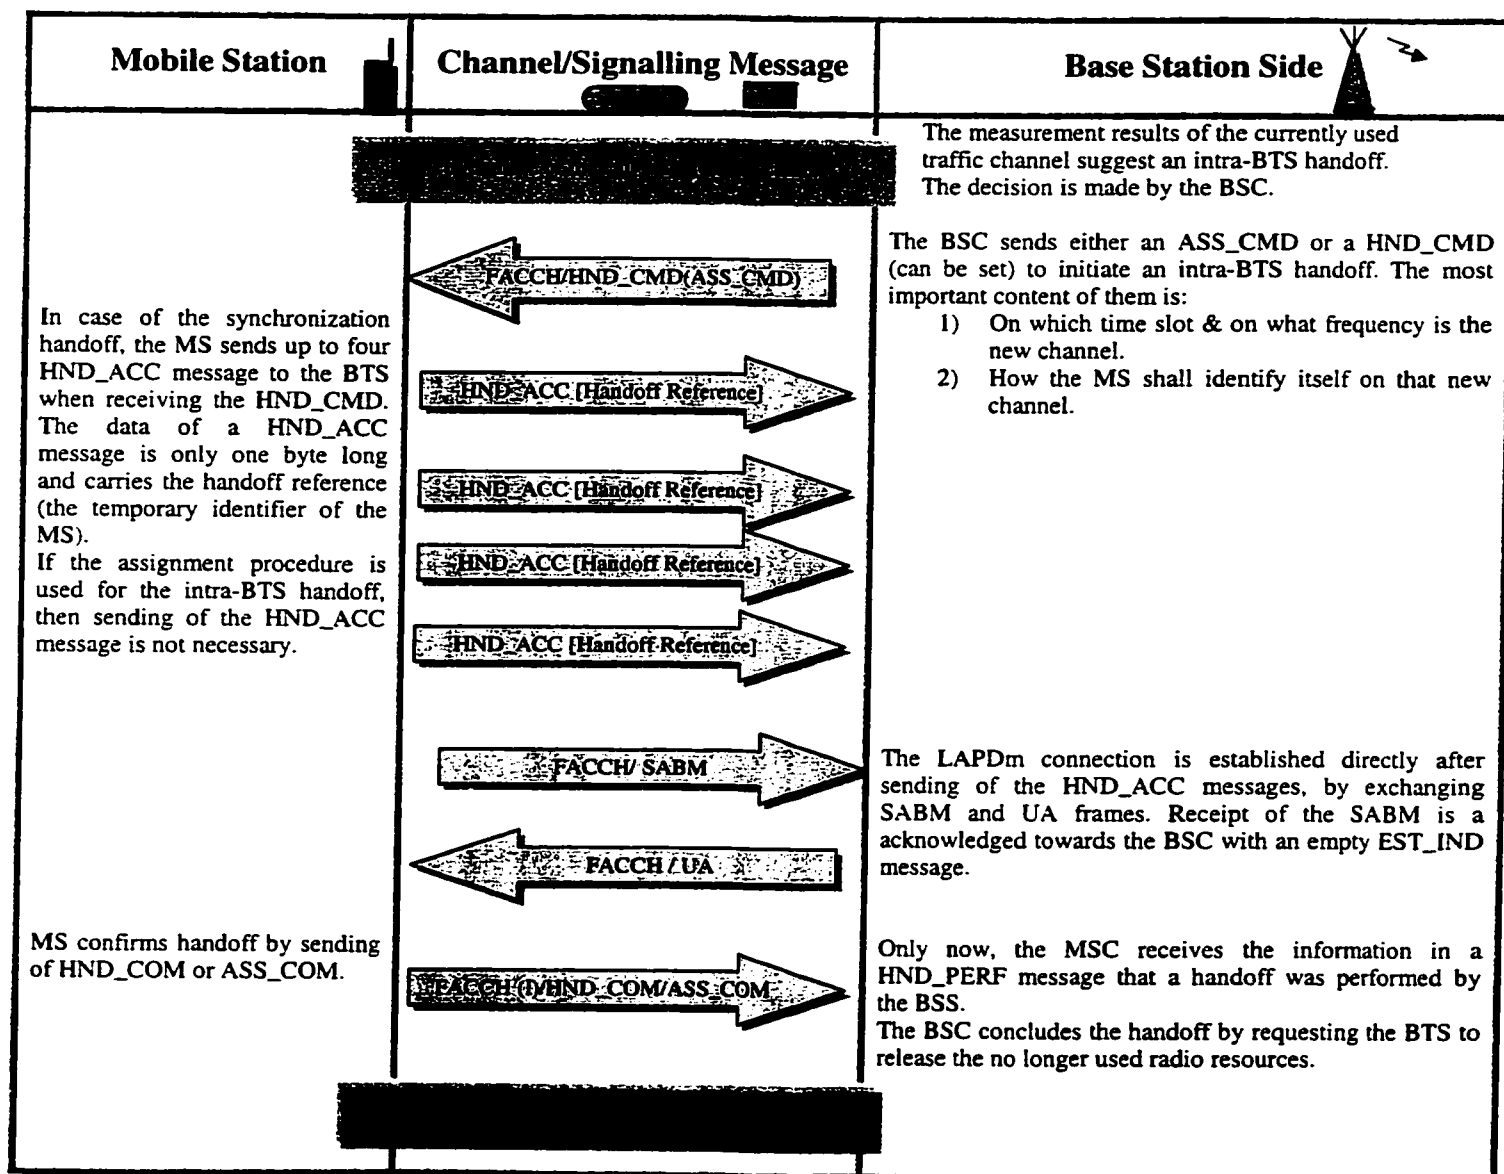 Mobile Station
Channel/Signalling Message
Base Station Side
The measurement results of the currently used
traffic channel suggest an intra-BTS handoff.
The decision is made by the BSC.
The BSC sends either an ASS_CMD or a HND_CMD
(can be set) to initiate an intra-BTS handoff. The most
important content of them is:
1) On which time slot & on what frequency is the
new channel.
2) How the MS shall identify itself on that new
channel.
FACCH/HND_CMD(ASS_CMD)
In case of the synchronization
handoff, the MS sends up to four
HND_ACC message to the BTS
when receiving the HND_CMD.
The data of a HND_ACC
message is only one byte long
and carries the handoff reference
(the temporary identifier of the
MS).
If the assignment procedure is
used for the intra-BTS handoff,
then sending of the HND_ACC
message is not necessary.
HND_ACC [Handoff Reference]
HND_ACC [Handoff Reference]
HND_ACC [Handoff Reference]
HND_ACC [Handoff Reference]
FACCH/ SABM
The LAPDm connection is established directly after
sending of the HND_ACC messages, by exchanging
SABM and UA frames. Receipt of the SABM is a
acknowledged towards the BSC with an empty EST_IND
message.
FACCH / UA
MS confirms handoff by sending
of HND_COM or ASS_COM.
FACCH (I)/HND_COM/ASS_COM
Only now, the MSC receives the information in a
HND_PERF message that a handoff was performed by
the BSS.
The BSC concludes the handoff by requesting the BTS to
release the no longer used radio resources.